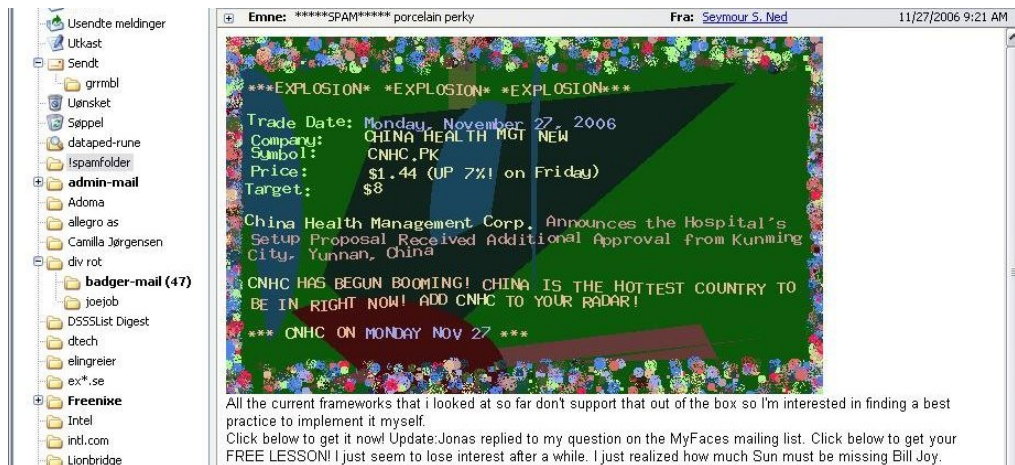 Usendte meldinger
Utkast
Sendt
grrmbl
Uønsket
Søppel
dataped-rune
!spamfolder
admin-mail
Adoma
allegro as
Camilla Jørgensen
div rot
badger-mail (47)
joejob
DSSSList Digest
dtech
elingreier
ex*.se
Freenixe
Intel
intl.com
Lionbridge
Emne: *****SPAM***** porcelain perky Fra: Seymour S. Ned 11/27/2006 9:21 AM
***EXPLOSION* *EXPLOSION* *EXPLOSION***
Trade Date: Monday, November 27, 2006
Company: CHINA HEALTH MGT NEW
Symbol: CNHC.PK
Price: $1.44 (UP 7%! on Friday)
Target: $8
China Health Management Corp. Announces the Hospital's
Setup Proposal Received Additional Approval from Kunming
City, Yunnan, China
CNHC HAS BEGUN BOOMING! CHINA IS THE HOTTEST COUNTRY TO
BE IN RIGHT NOW! ADD CNHC TO YOUR RADAR!
*** CNHC ON MONDAY NOV 27 ***
All the current frameworks that i looked at so far don't support that out of the box so I'm interested in finding a best
practice to implement it myself.
Click below to get it now! Update:Jonas replied to my question on the MyFaces mailing list. Click below to get your
FREE LESSON! I just seem to lose interest after a while. I just realized how much Sun must be missing Bill Joy.